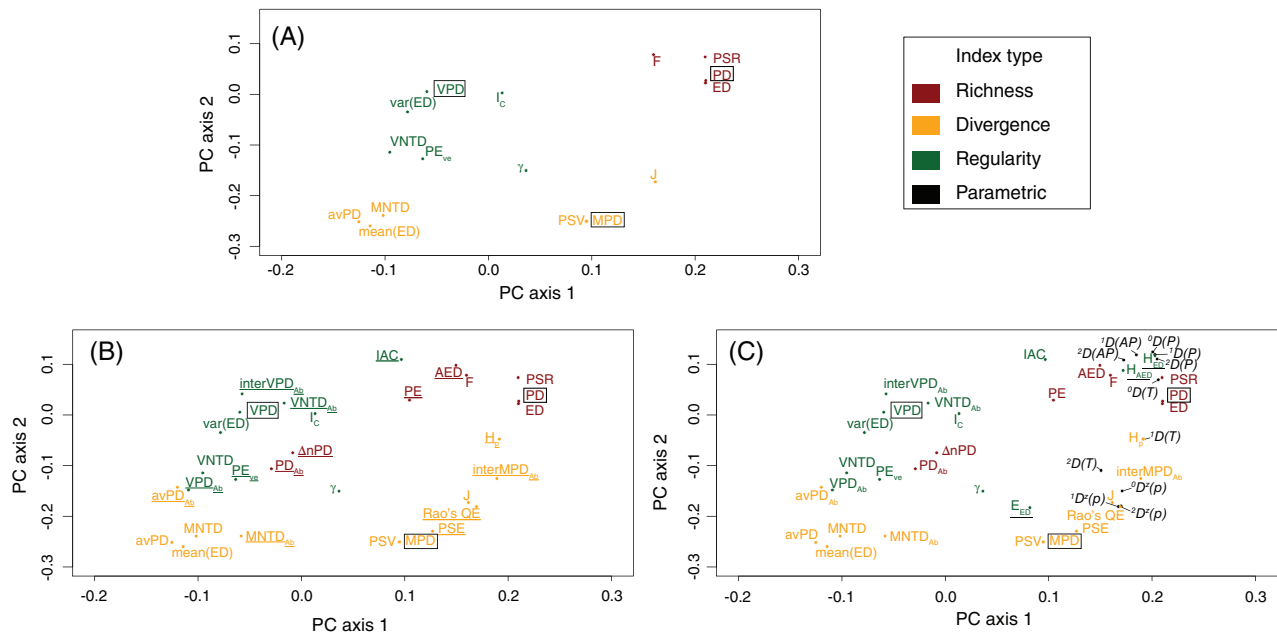 (A)
PC axis 2
0.1
0.0
-0.1
-0.2
-0.3
F
PSR
PD
ED
VPD
I_C
var(ED)
VNTD
PE_ve
γ
J
MNTD
avPD
mean(ED)
PSV
MPD
-0.2
-0.1
0.0
0.1
0.2
0.3
PC axis 1
Index type
Richness
Divergence
Regularity
Parametric
(B)
PC axis 2
0.1
0.0
-0.1
-0.2
-0.3
IAC
AED
F
PSR
PE
PD
ED
interVPD_Ab
VNTD_Ab
VPD
I_C
var(ED)
H_p
ΔnPD
VNTD
PD_Ab
PE_ve
interMPD_Ab
VPD_Ab
avPD_Ab
γ
J
Rao's QE
PSE
MNTD
MNTD_Ab
avPD
mean(ED)
PSV
MPD
-0.2
-0.1
0.0
0.1
0.2
0.3
PC axis 1
(C)
PC axis 2
0.1
0.0
-0.1
-0.2
-0.3
¹D(AP)
⁰D(P)
²D(AP)
¹D(P)
IAC
H_ED
²D(P)
H_AED
AED
F
PSR
⁰D(T)
PE
PD
ED
interVPD_Ab
VNTD_Ab
VPD
I_C
var(ED)
H_p
¹D(T)
ΔnPD
VNTD
PD_Ab
PE_ve
²D(T)
interMPD_Ab
VPD_Ab
avPD_Ab
γ
⁰Dᶻ(p)
J
E_ED
¹Dᶻ(p)
²Dᶻ(p)
Rao's QE
PSE
MNTD
MNTD_Ab
avPD
mean(ED)
PSV
MPD
-0.2
-0.1
0.0
0.1
0.2
0.3
PC axis 1